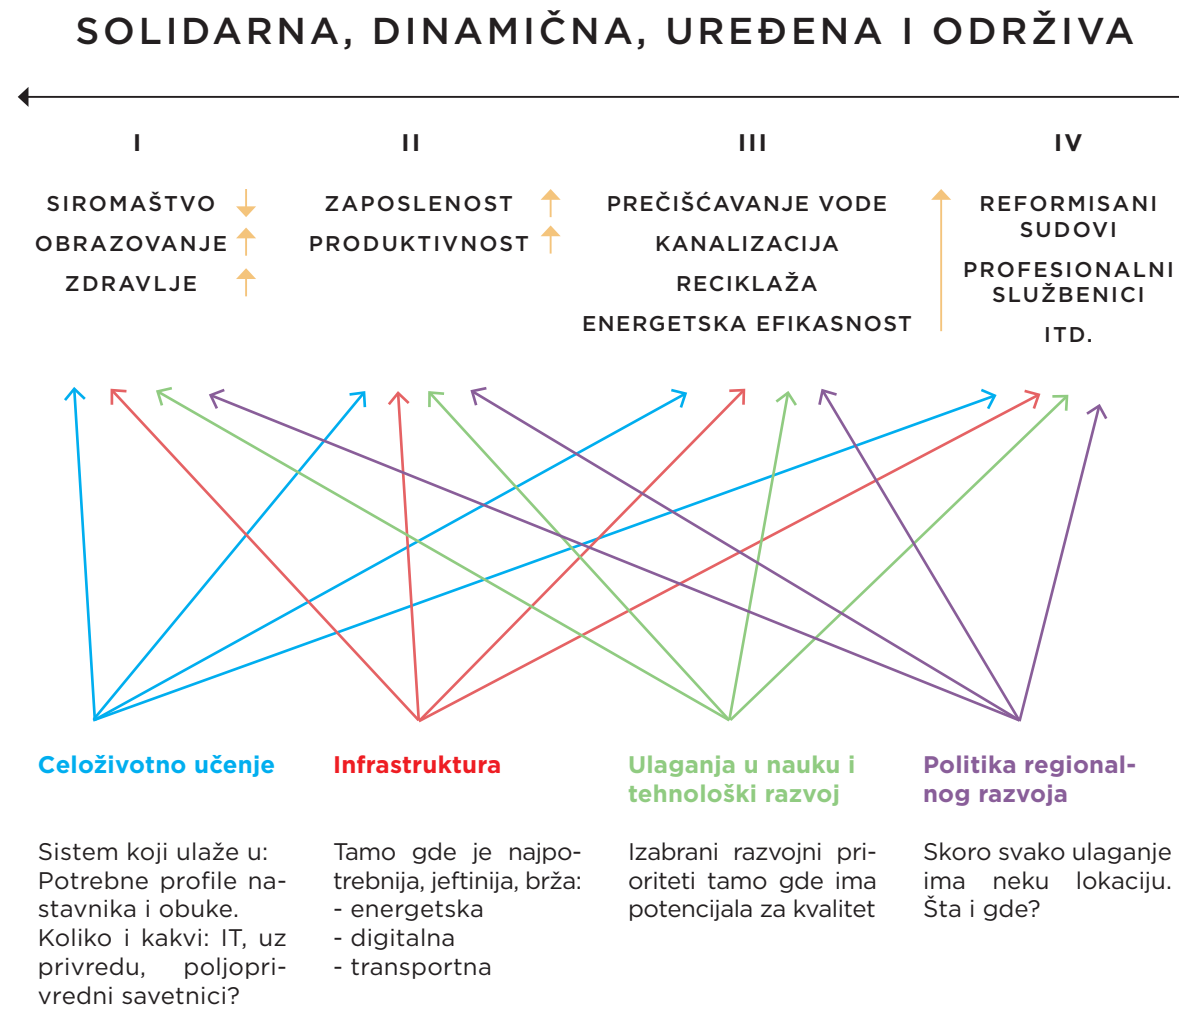 SOLIDARNA, DINAMIČNA, UREĐENA I ODRŽIVA
I
SIROMAŠTVO
OBRAZOVANJE
ZDRAVLJE
II
ZAPOSLENOST
PRODUKTIVNOST
III
PREČIŠĆAVANJE VODE
KANALIZACIJA
RECIKLAŽA
ENERGETSKA EFIKASNOST
IV
REFORMISANI
SUDOVI
PROFESIONALNI
SLUŽBENICI
ITD.
Celoživotno učenje
Sistem koji ulaže u:
Potrebne profile na-
stavnika i obuke.
Koliko i kakvi: IT, uz
privredu, poljopri-
vredni savetnici?
Infrastruktura
Tamo gde je najpo-
trebnija, jeftinija, brža:
- energetska
- digitalna
- transportna
Ulaganja u nauku i
tehnološki razvoj
Izabrani razvojni pri-
oriteti tamo gde ima
potencijala za kvalitet
Politika regional-
nog razvoja
Skoro svako ulaganje
ima neku lokaciju.
Šta i gde?